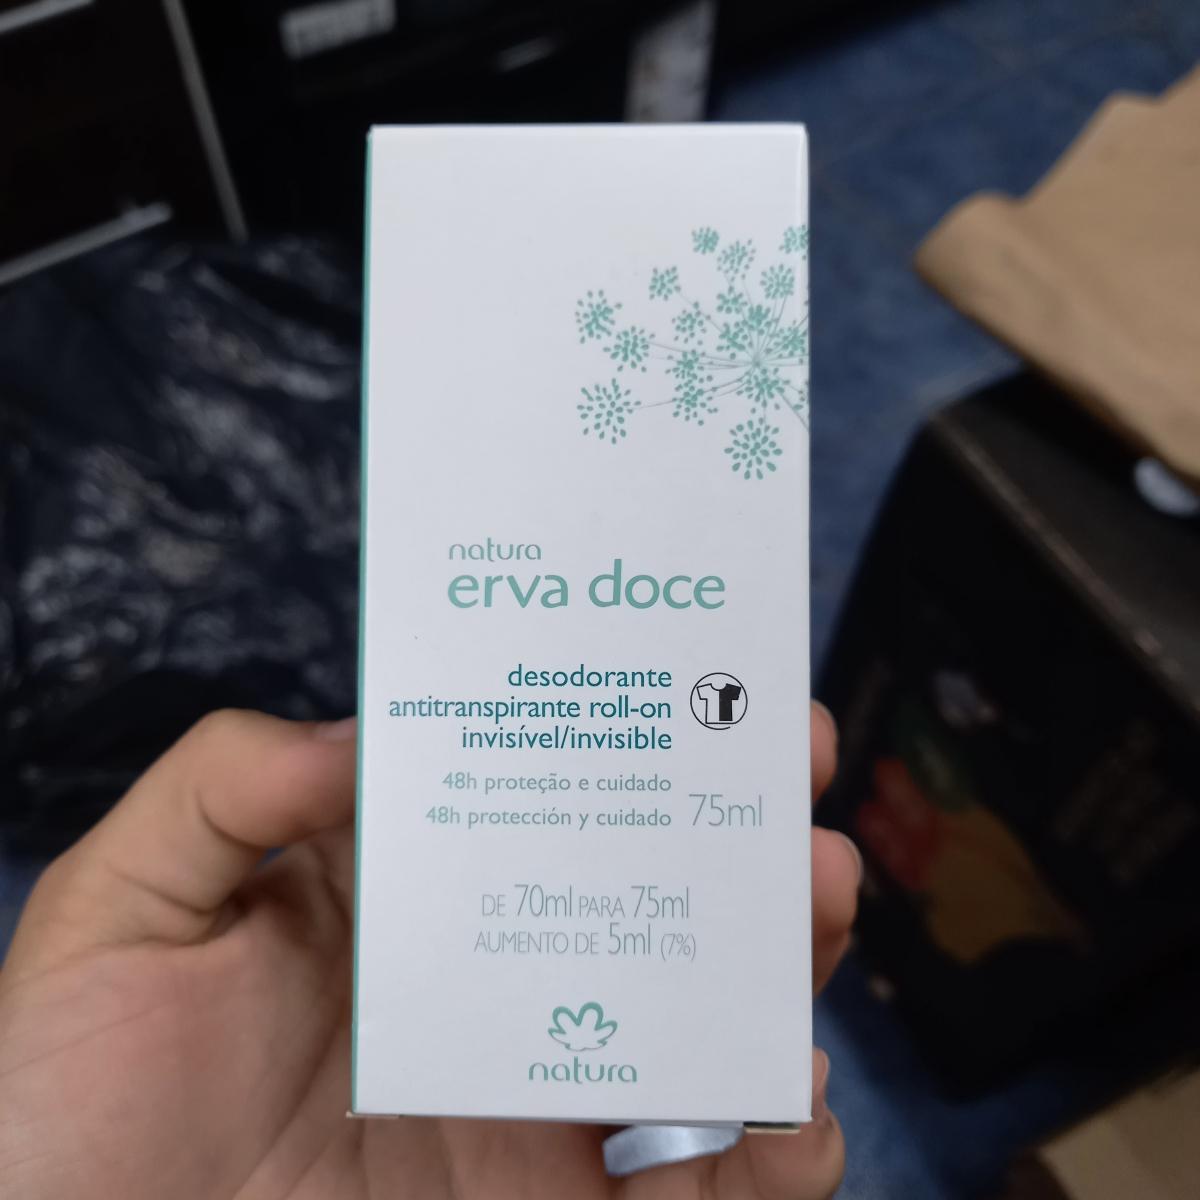 natura
erva doce
desodorante
antitranspirante roll-on
invisível/invisible
48h proteção e cuidado
48h protección y cuidado
75ml
DE 70ml PARA 75ml
AUMENTO DE 5ml (7%)
natura